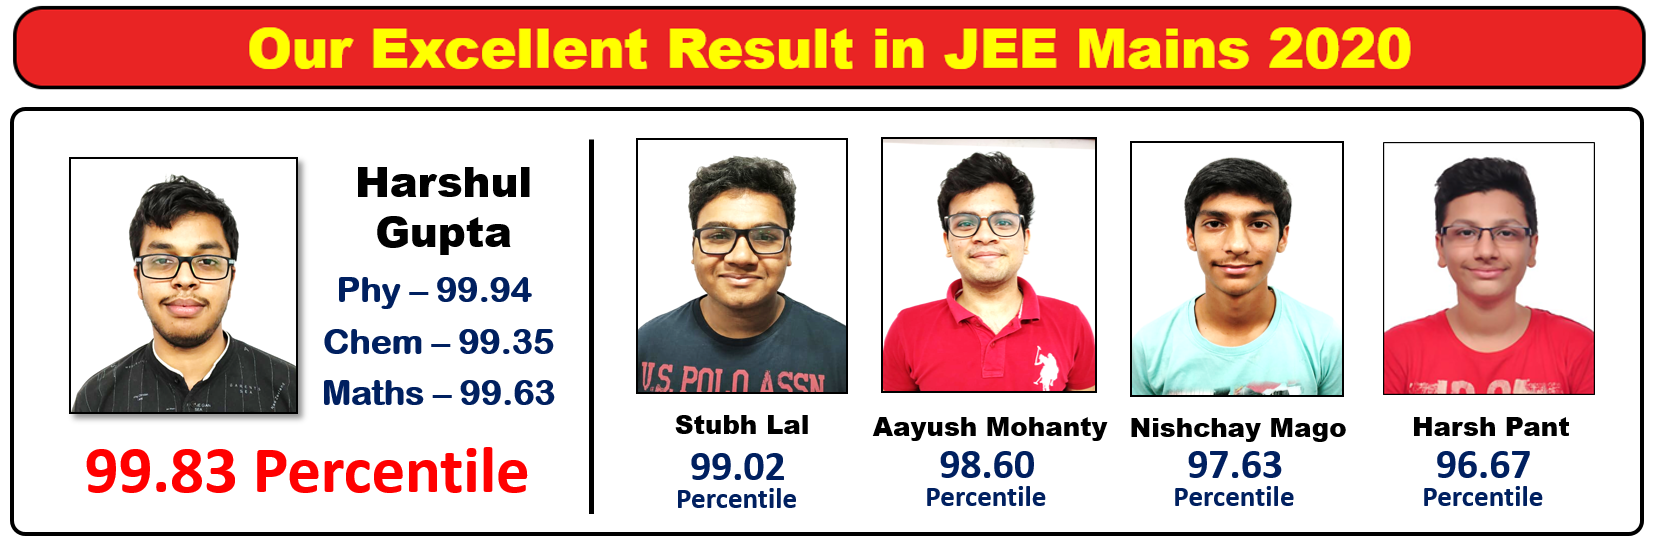 Our Excellent Result in JEE Mains 2020
Harshul
Gupta
Phy – 99.94
Chem – 99.35
Maths – 99.63
99.83 Percentile
U.S. POLO ASSN
Stubh Lal
99.02
Percentile
Aayush Mohanty
98.60
Percentile
Nishchay Mago
97.63
Percentile
Harsh Pant
96.67
Percentile